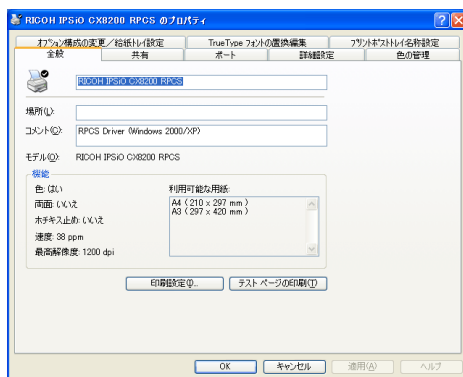 RICOH IPSiO CX8200 RPCS のプロパティ
オプション構成の変更／給紙トレイ設定
TrueType フォントの置換編集
プリントポストトレイ名称設定
全般
共有
ポート
詳細設定
色の管理
RICOH IPSiO CX8200 RPCS
場所(L):
コメント(C):
RPCS Driver (Windows 2000/XP)
モデル(O):
RICOH IPSiO CX8200 RPCS
機能
色: はい
両面: いいえ
ホチキス止め: いいえ
速度: 38 ppm
最高解像度: 1200 dpi
利用可能な用紙:
A4 ( 210 x 297 mm )
A3 ( 297 x 420 mm )
印刷設定(I)...
テスト ページの印刷(T)
OK
キャンセル
適用(A)
ヘルプ